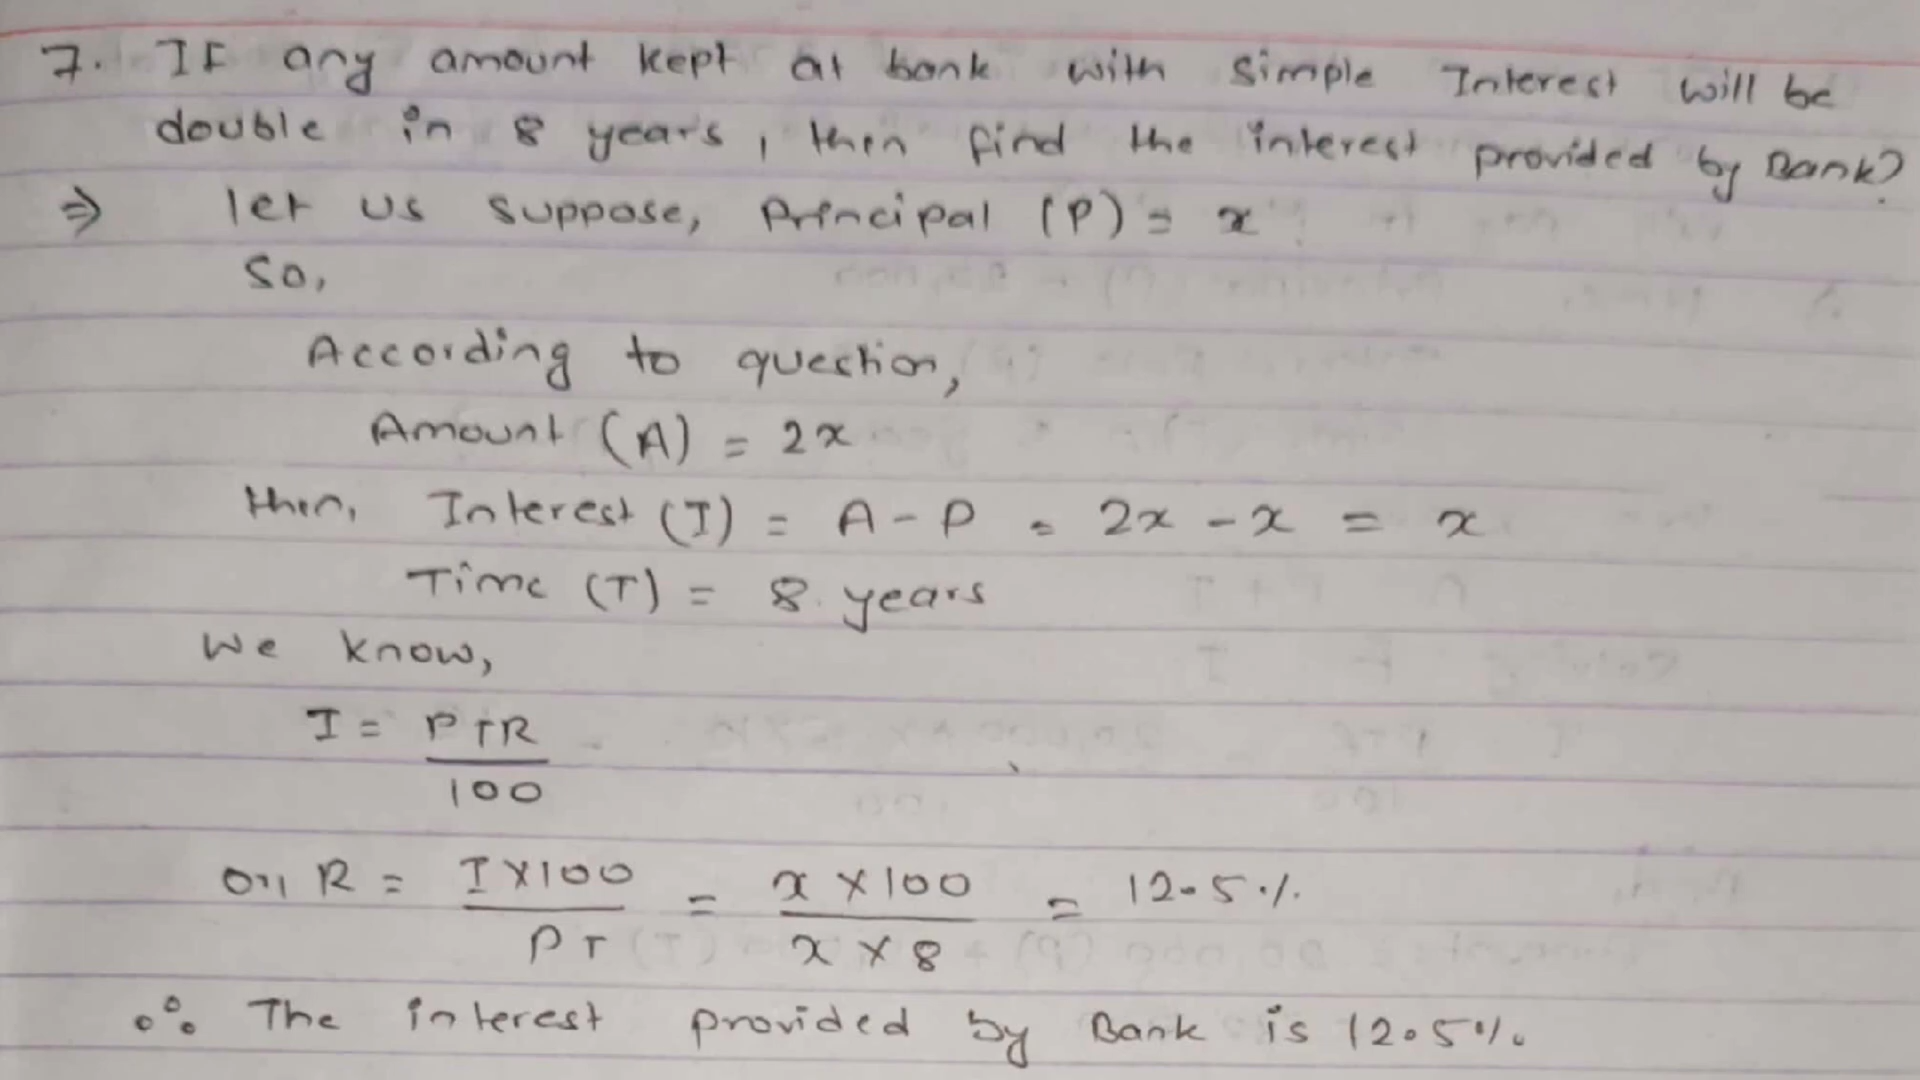 7. If any amount kept at bank with simple Interest will be
double in 8 years, then find the interest provided by Bank?
⇒ let us suppose, Principal (P) = x
So,
According to question,
Amount (A) = 2x
then, Interest (I) = A - P = 2x - x = x
Time (T) = 8 years
We know,
I = PTR
100
or, R = I×100 = x × 100 = 12.5%
PT x × 8
∴ The interest provided by Bank is 12.5%